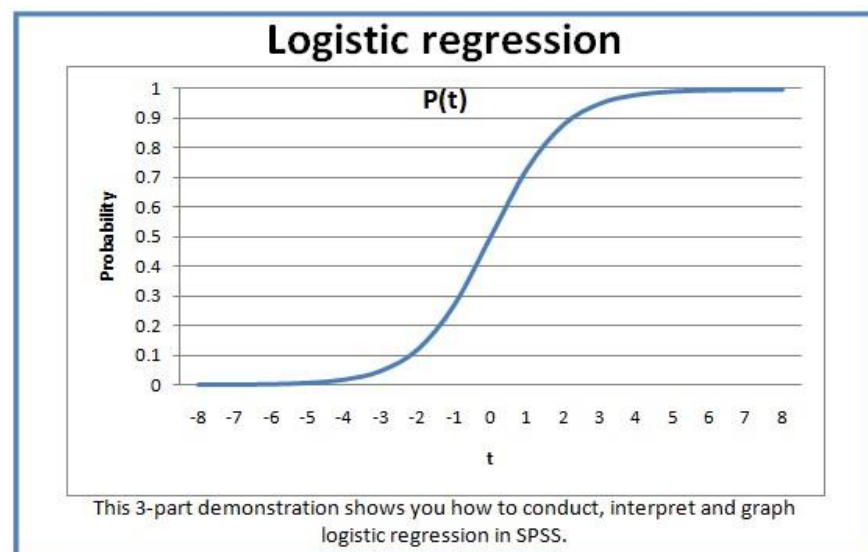 Logistic regression
P(t)
1
0.9
0.8
0.7
0.6
0.5
0.4
0.3
0.2
0.1
0
Probability
-8 -7 -6 -5 -4 -3 -2 -1 0 1 2 3 4 5 6 7 8
t
This 3-part demonstration shows you how to conduct, interpret and graph
logistic regression in SPSS.